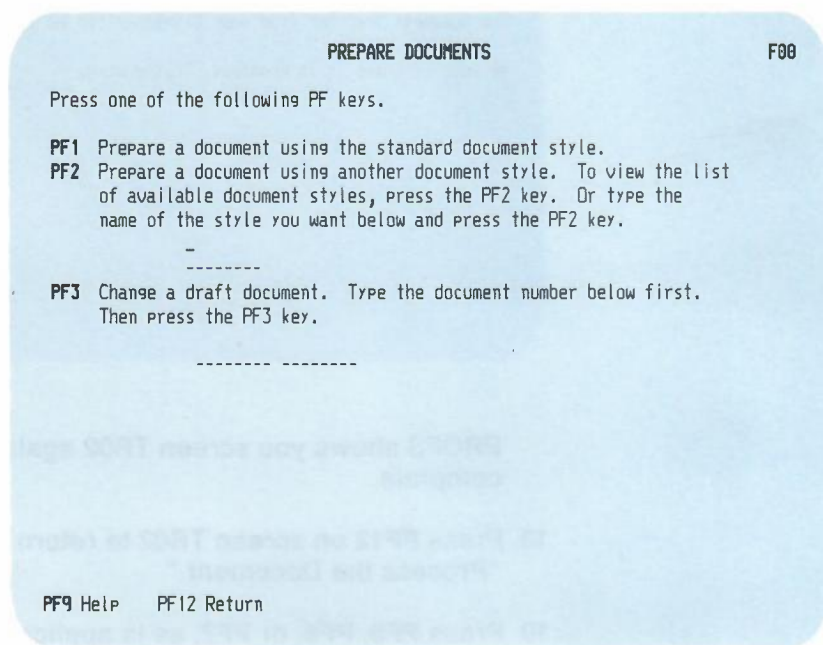 PREPARE DOCUMENTS F00
Press one of the following PF keys.
PF1 Prepare a document using the standard document style.
PF2 Prepare a document using another document style. To view the list
of available document styles, press the PF2 key. Or type the
name of the style you want below and press the PF2 key.
PF3 Change a draft document. Type the document number below first.
Then press the PF3 key.
PF9 Help PF12 Return